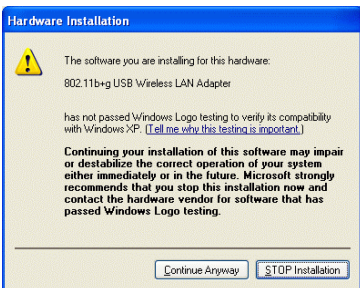 Hardware Installation
The software you are installing for this hardware:
802.11b+g USB Wireless LAN Adapter
has not passed Windows Logo testing to verify its compatibility
with Windows XP. (Tell me why this testing is important.)
Continuing your installation of this software may impair
or destabilize the correct operation of your system
either immediately or in the future. Microsoft strongly
recommends that you stop this installation now and
contact the hardware vendor for software that has
passed Windows Logo testing.
Continue Anyway
STOP Installation